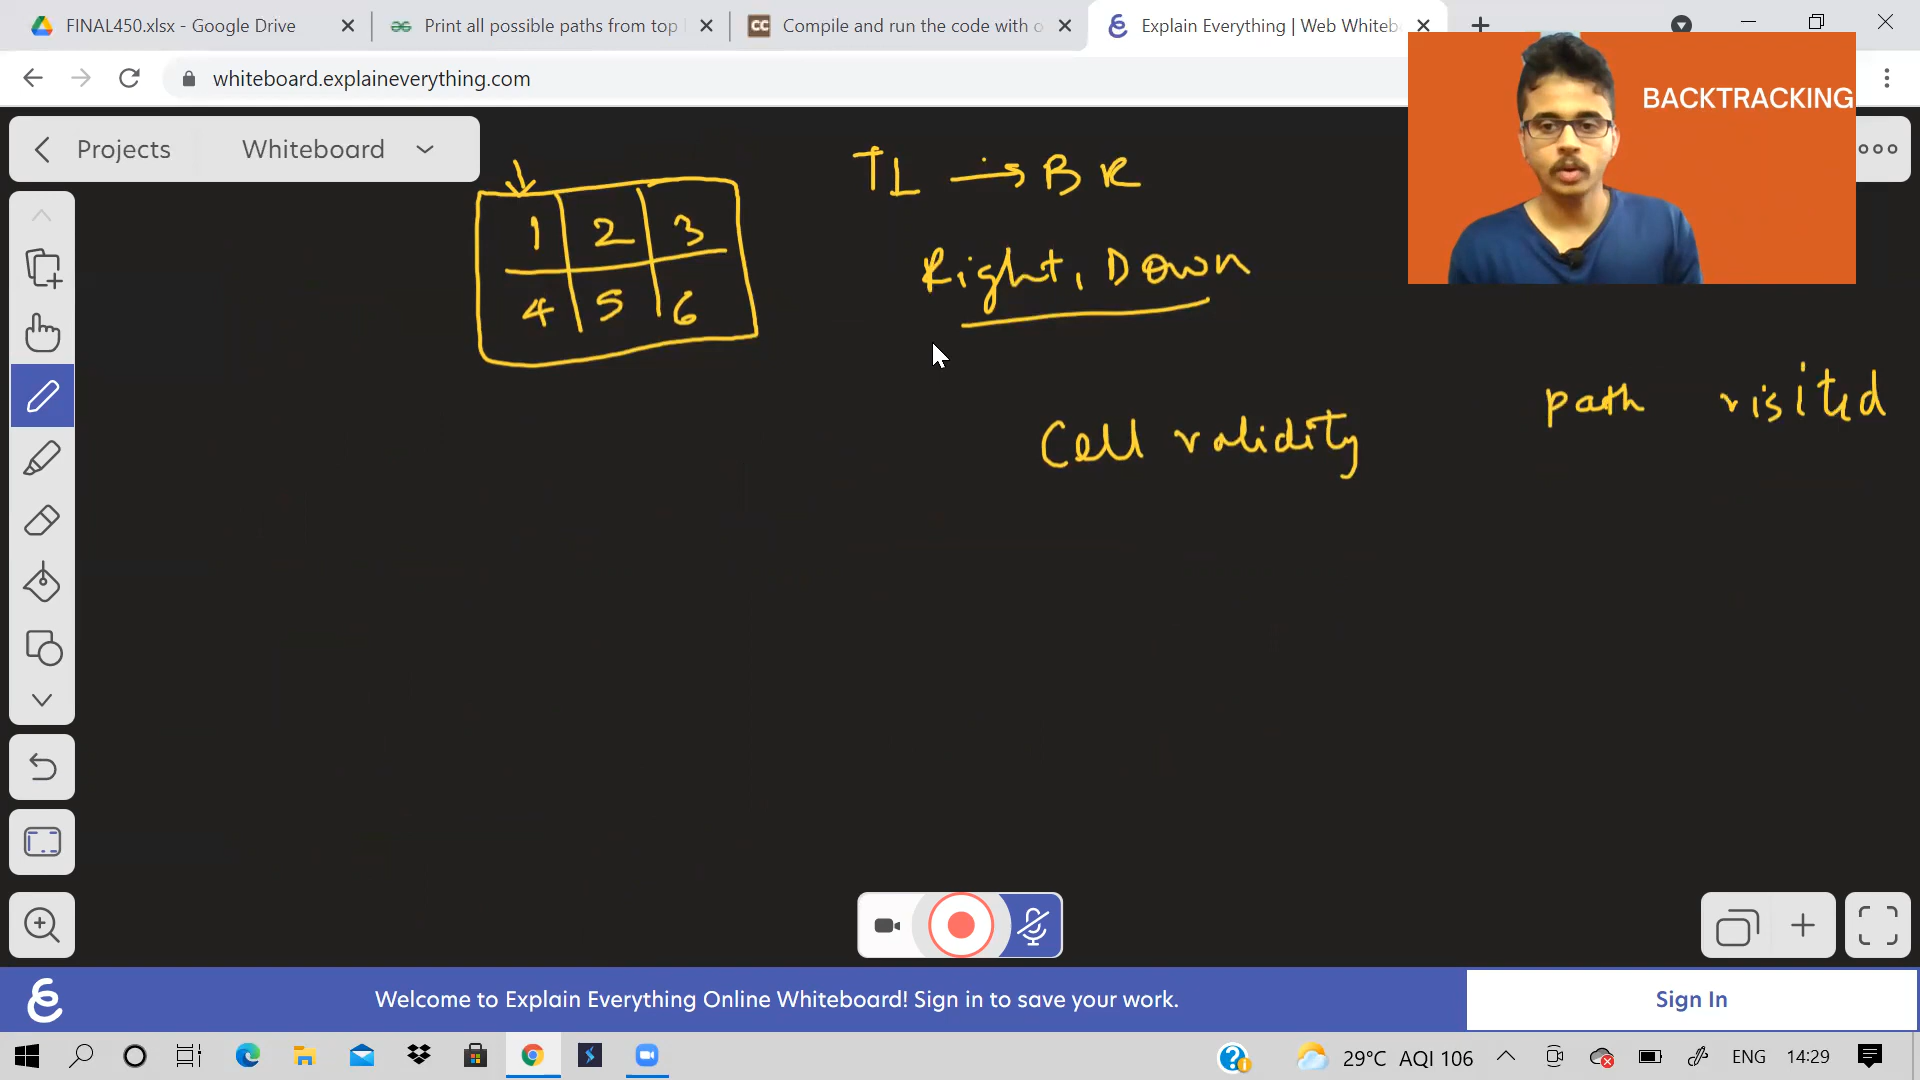 FINAL450.xlsx - Google Drive
Print all possible paths from top
Compile and run the code with o
Explain Everything | Web Whiteb
whiteboard.explaineverything.com
BACKTRACKING
Projects
Whiteboard
TL → BR
1 2 3
4 5 6
Right, Down
path visited
Cell validity
Welcome to Explain Everything Online Whiteboard! Sign in to save your work.
Sign In
29°C AQI 106
ENG
14:29